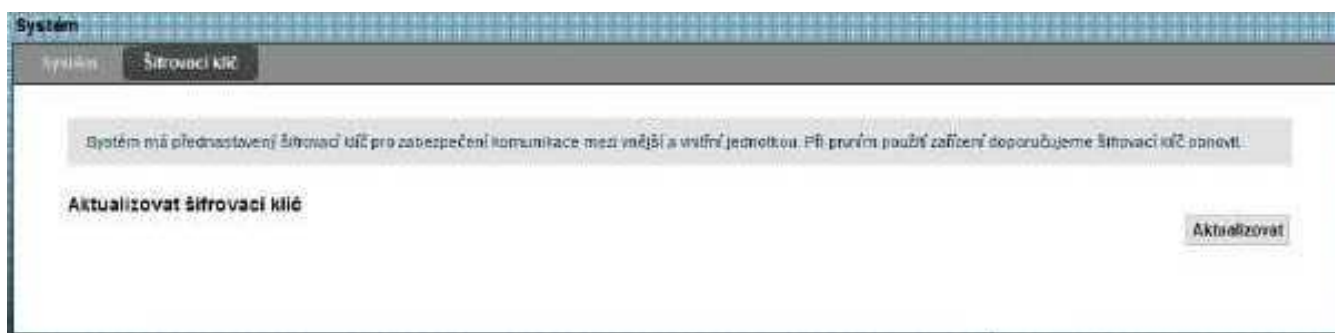 Systém
Systém
Šifrovací klíč
Systém má přednastavený šifrovací klíč pro zabezpečení komunikace mezi vnější a vnitřní jednotkou. Při prvním použití zařízení doporučujeme šifrovací klíč obnovit.
Aktualizovat šifrovací klíč
Aktualizovat